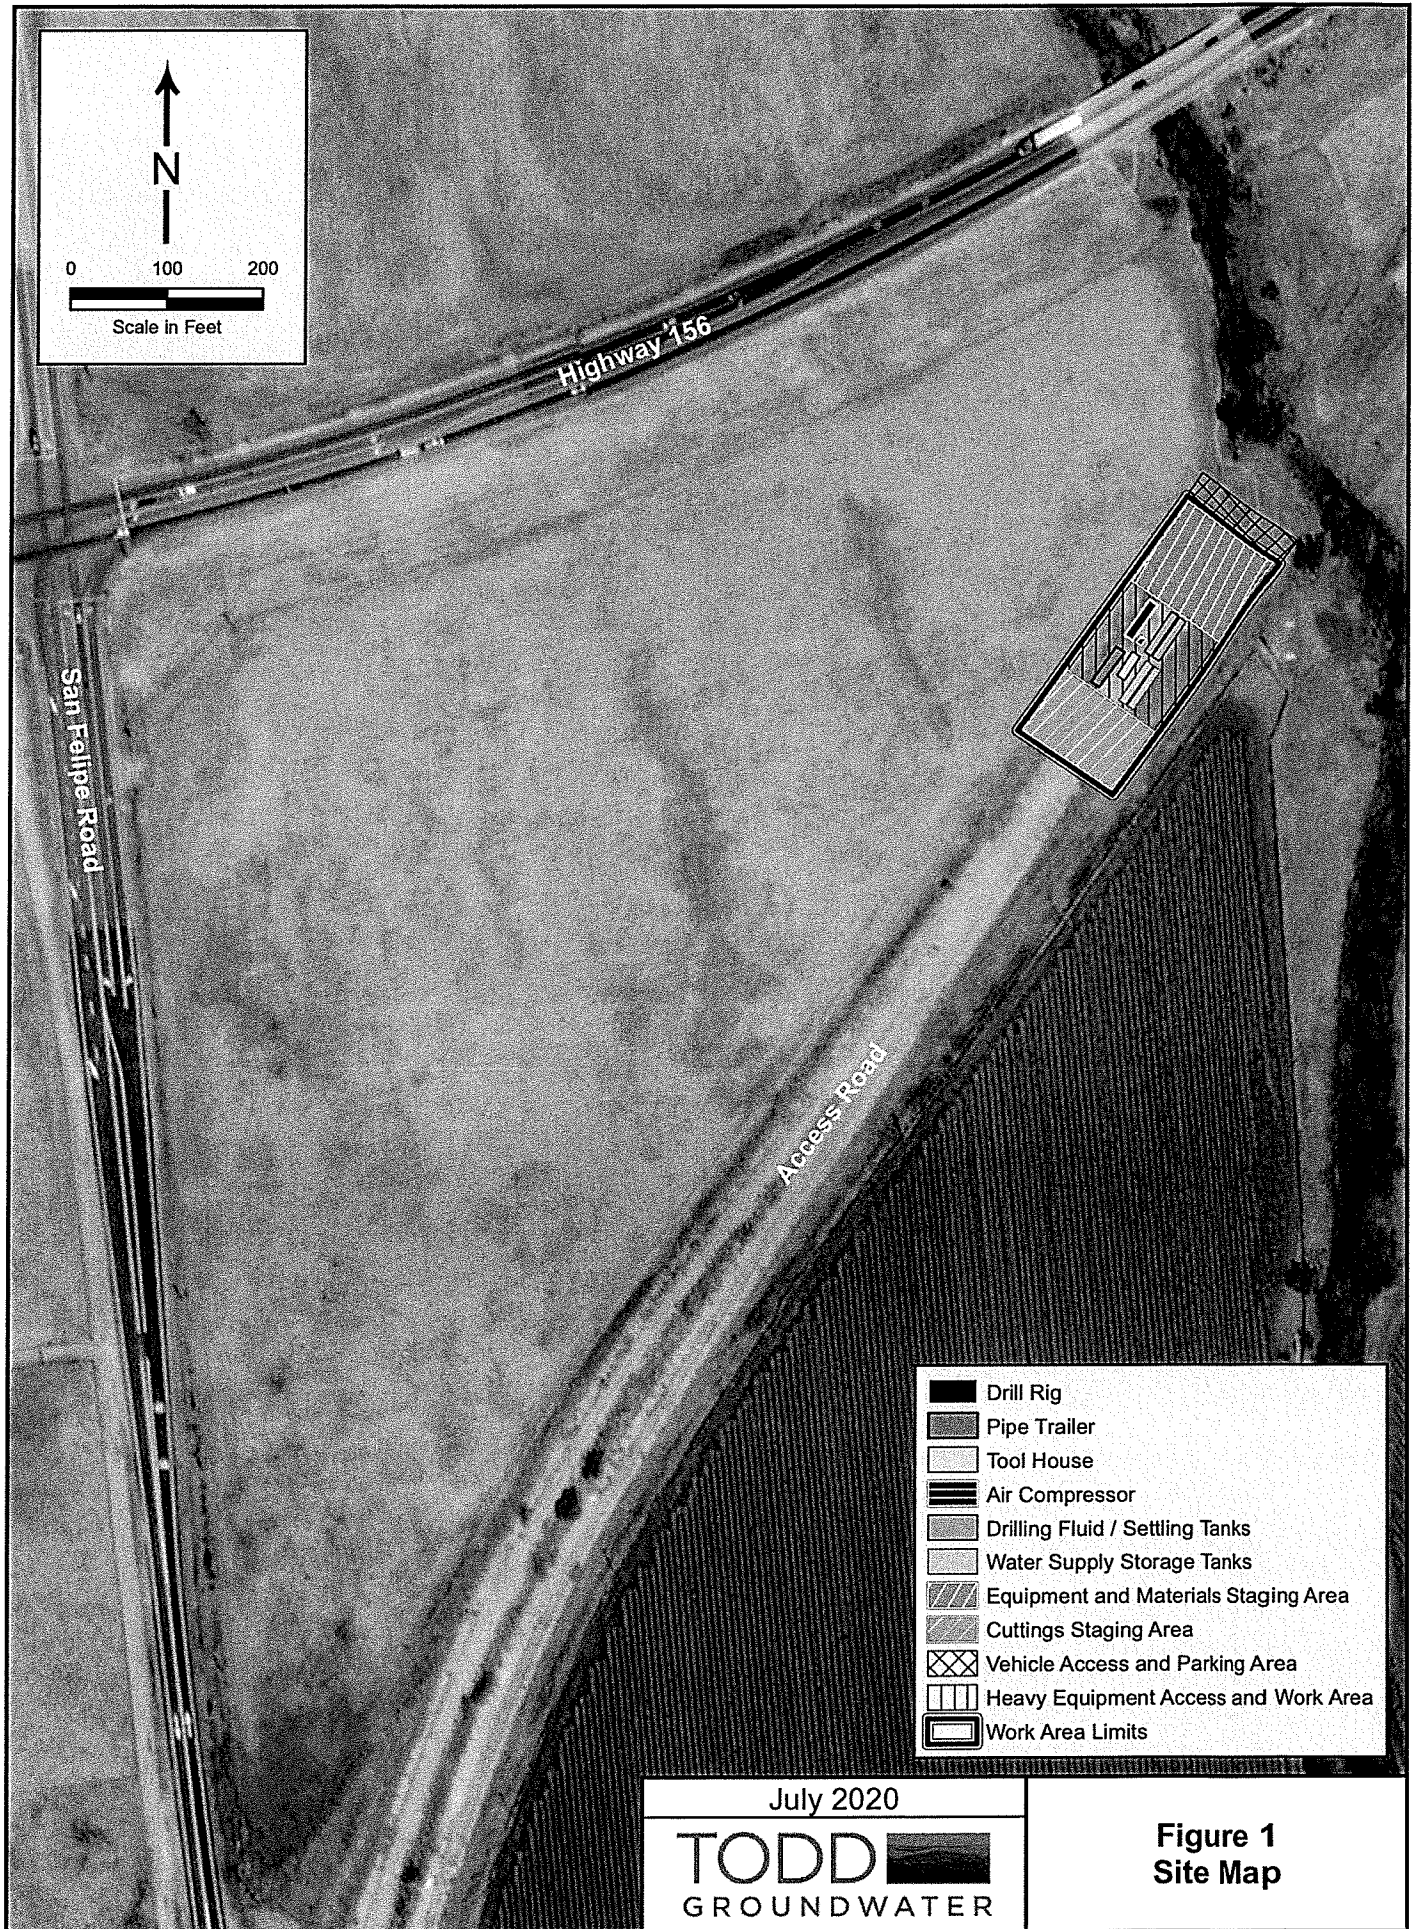 N
0 100 200
Scale in Feet
Highway 156
San Felipe Road
Access Road
Drill Rig
Pipe Trailer
Tool House
Air Compressor
Drilling Fluid / Settling Tanks
Water Supply Storage Tanks
Equipment and Materials Staging Area
Cuttings Staging Area
Vehicle Access and Parking Area
Heavy Equipment Access and Work Area
Work Area Limits
July 2020
TODD
GROUNDWATER
Figure 1
Site Map